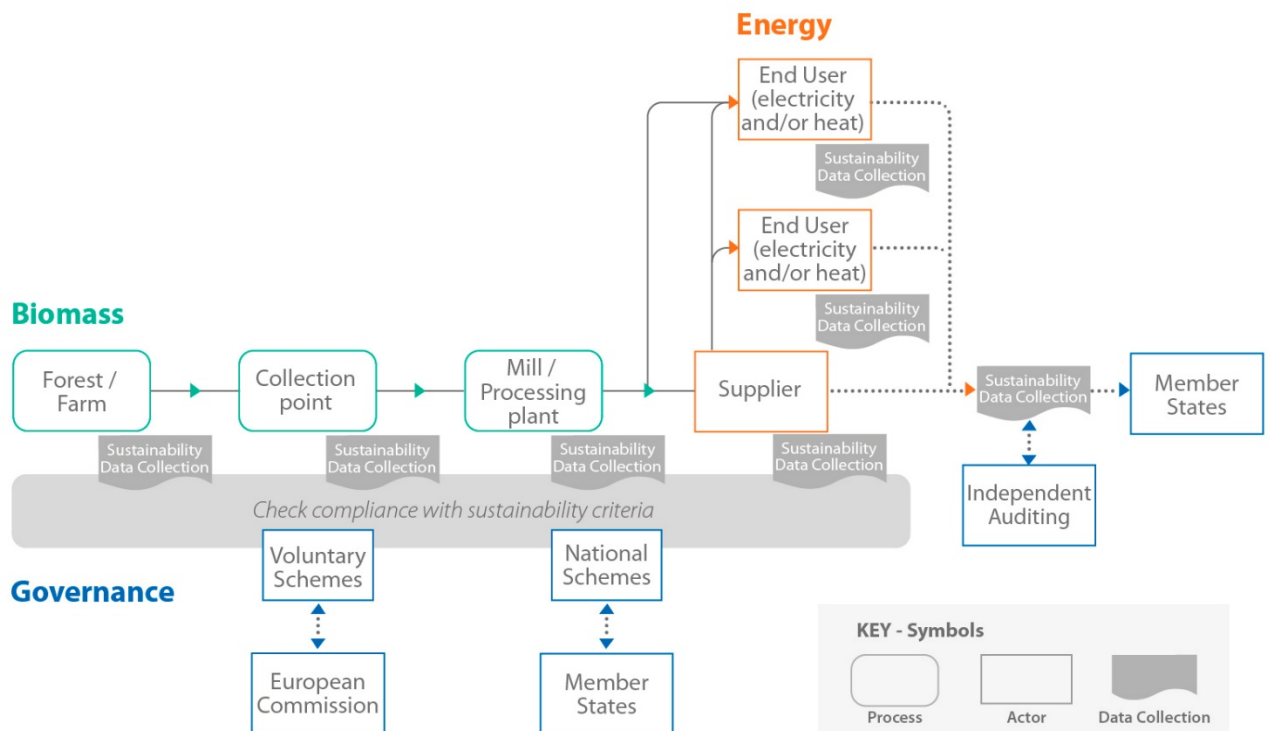 Energy
End User
(electricity
and/or heat)
Sustainability
Data Collection
End User
(electricity
and/or heat)
Sustainability
Data Collection
Biomass
Forest /
Farm
Collection
point
Mill /
Processing
plant
Supplier
Sustainability
Data Collection
Member
States
Sustainability
Data Collection
Sustainability
Data Collection
Sustainability
Data Collection
Sustainability
Data Collection
Independent
Auditing
Check compliance with sustainability criteria
Voluntary
Schemes
National
Schemes
Governance
European
Commission
Member
States
KEY - Symbols
Process
Actor
Data Collection